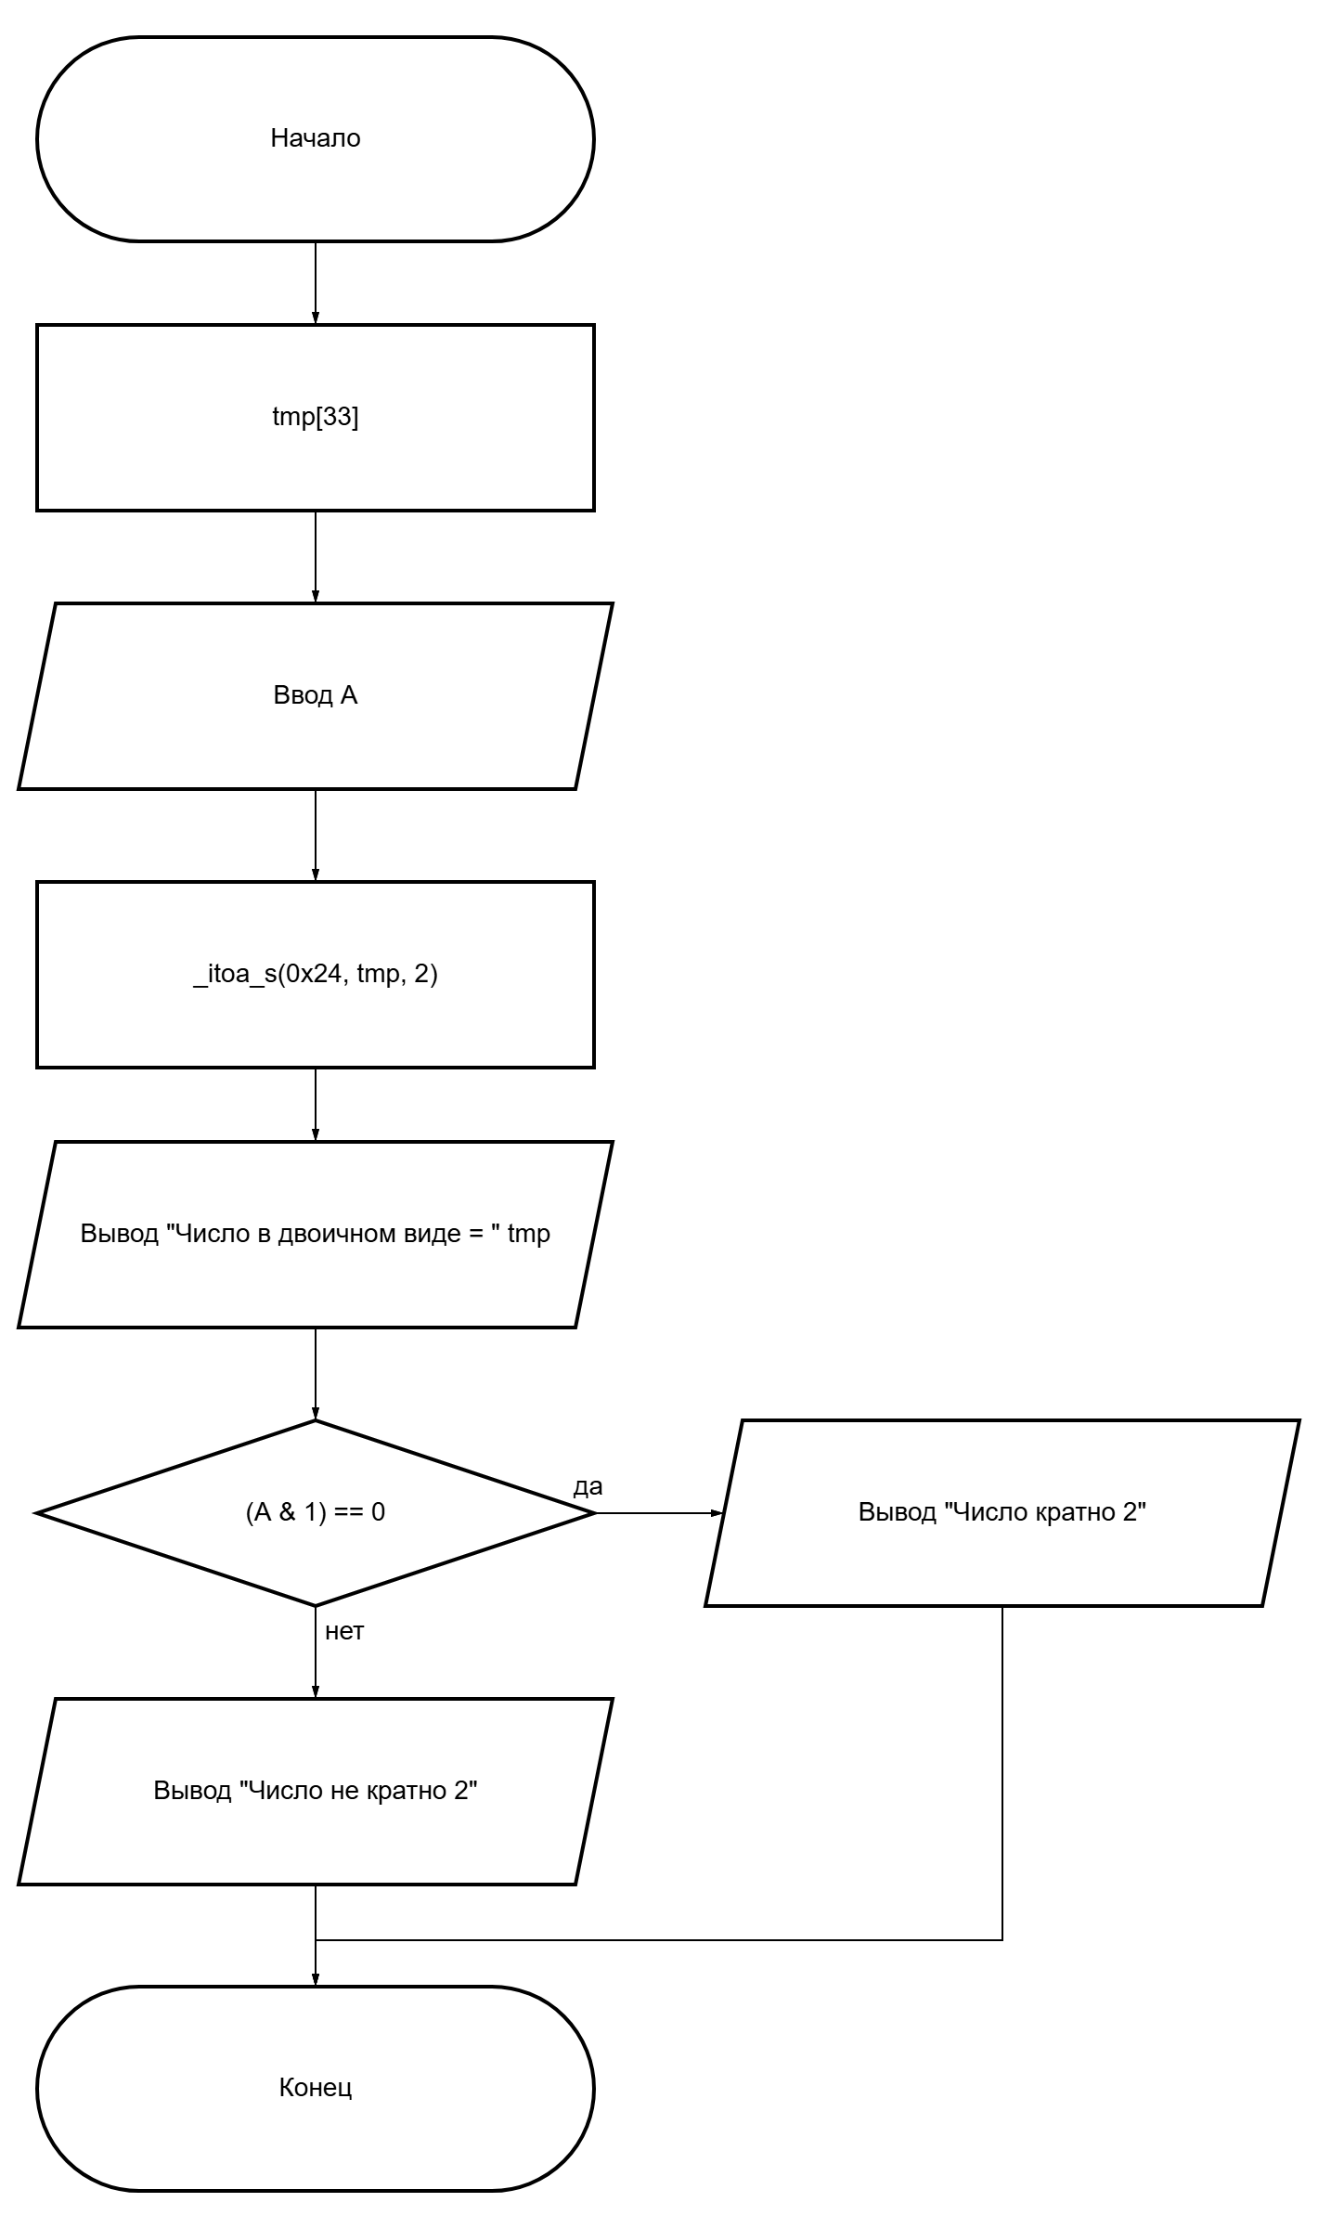 Начало
tmp[33]
Ввод A
_itoa_s(0x24, tmp, 2)
Вывод "Число в двоичном виде = " tmp
(A & 1) == 0
да
Вывод "Число кратно 2"
нет
Вывод "Число не кратно 2"
Конец